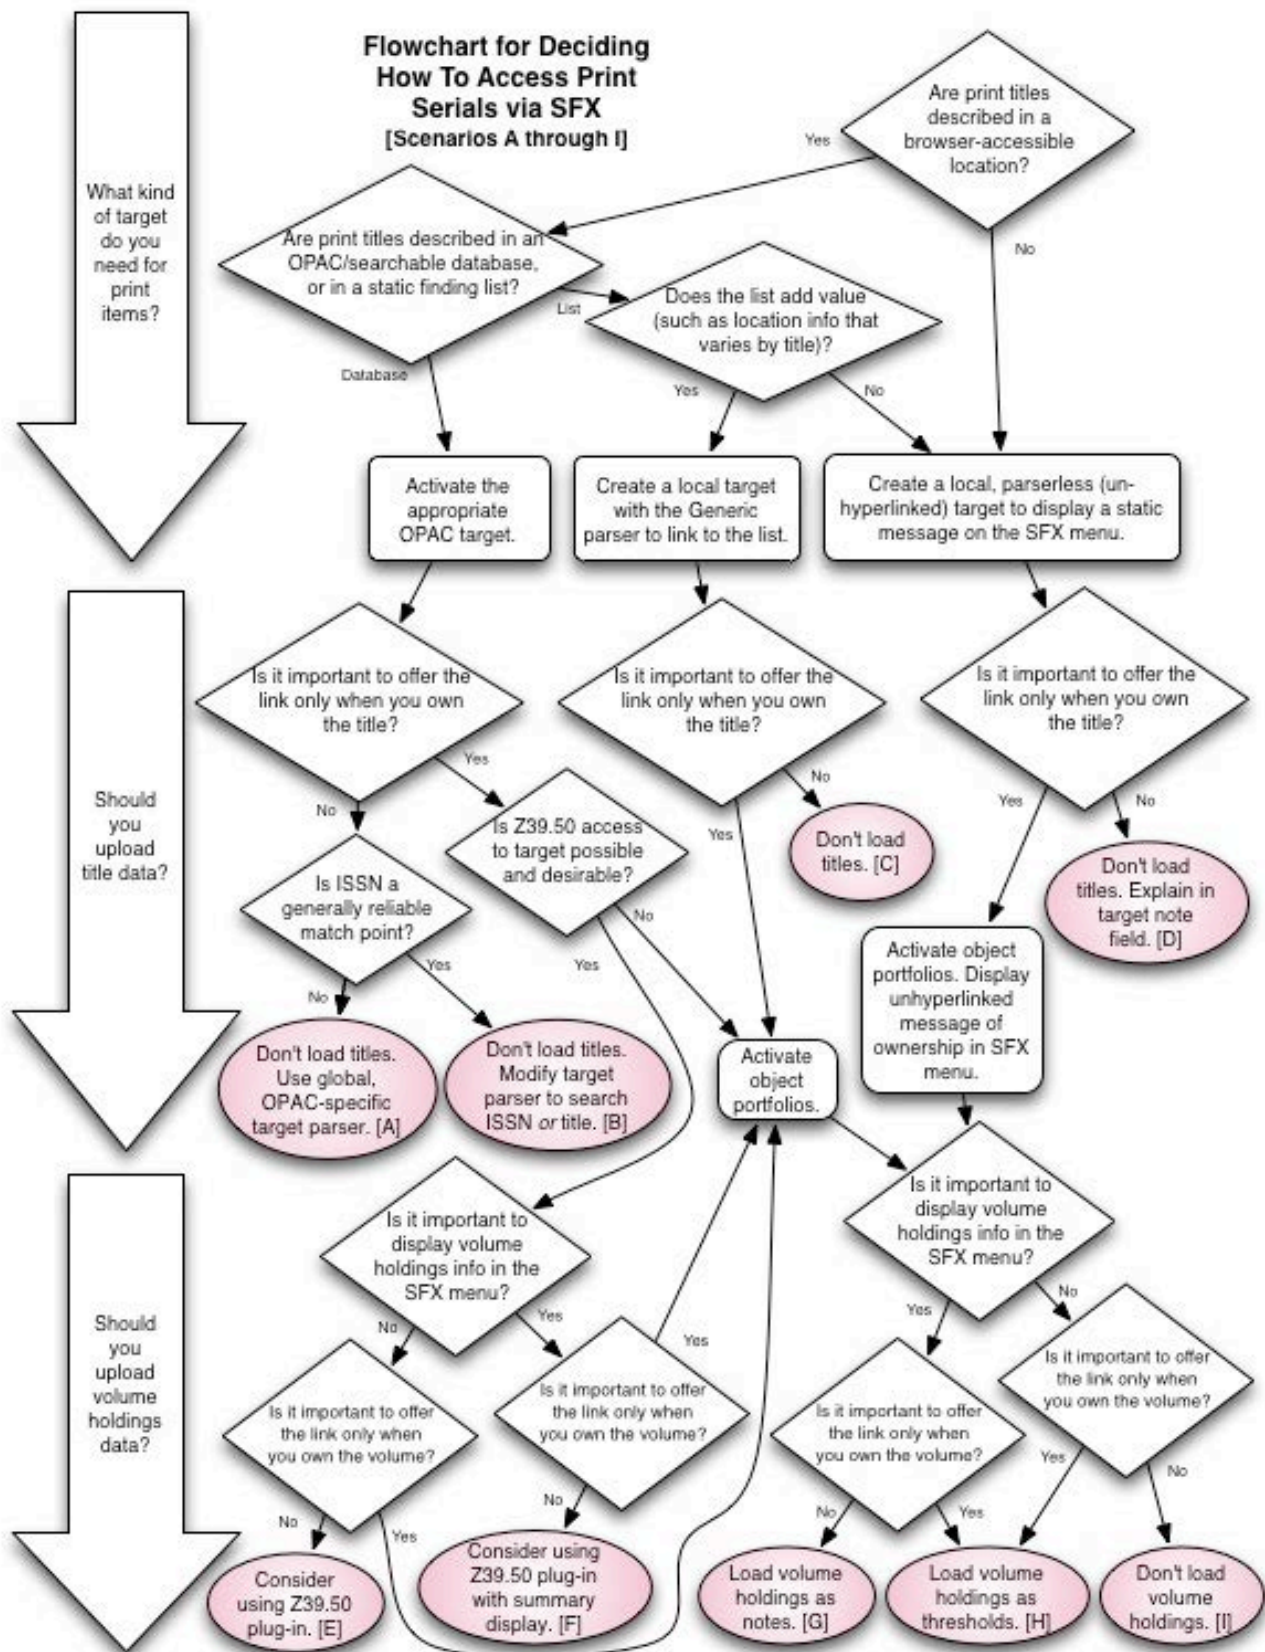 Flowchart for Deciding
How To Access Print
Serials via SFX
[Scenarios A through I]
What kind
of target
do you
need for
print
items?
Are print titles
described in a
browser-accessible
location?
Yes
No
Are print titles described in an
OPAC/searchable database,
or in a static finding list?
List
Database
Does the list add value
(such as location info that
varies by title)?
Yes
No
Activate the
appropriate
OPAC target.
Create a local target
with the Generic
parser to link to the list.
Create a local, parserless (un-
hyperlinked) target to display a static
message on the SFX menu.
Should
you
upload
title data?
Is it important to offer the
link only when you own
the title?
Yes
No
Is it important to offer the
link only when you own
the title?
No
Yes
Is it important to offer the
link only when you own
the title?
Yes
No
Is Z39.50 access
to target possible
and desirable?
No
Yes
Don't load
titles. [C]
Don't load
titles. Explain in
target note
field. [D]
Is ISSN a
generally reliable
match point?
No
Yes
Activate object
portfolios. Display
unhyperlinked
message of
ownership in SFX
menu.
Don't load titles.
Use global,
OPAC-specific
target parser. [A]
Don't load titles.
Modify target
parser to search
ISSN or title. [B]
Activate
object
portfolios.
Should
you
upload
volume
holdings
data?
Is it important to
display volume
holdings info in the
SFX menu?
No
Yes
Is it important to
display volume
holdings info in the
SFX menu?
Yes
No
Is it important to offer
the link only when
you own the volume?
No
Yes
Is it important to offer
the link only when
you own the volume?
Yes
No
Is it important to offer
the link only when
you own the volume?
No
Yes
Is it important to offer
the link only when
you own the volume?
Yes
No
Consider
using Z39.50
plug-in. [E]
Consider using
Z39.50 plug-in
with summary
display. [F]
Load volume
holdings as
notes. [G]
Load volume
holdings as
thresholds. [H]
Don't load
volume
holdings. [I]